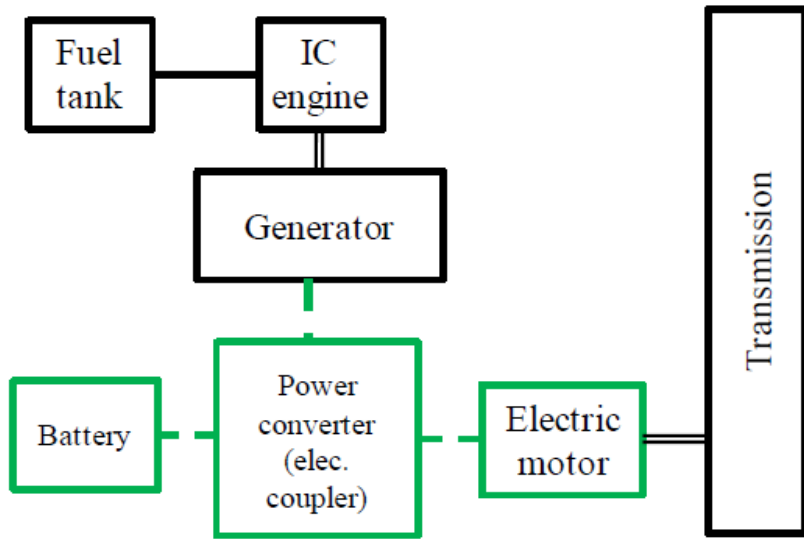 Fuel
tank
IC
engine
Generator
Transmission
Battery
Power
converter
(elec.
coupler)
Electric
motor